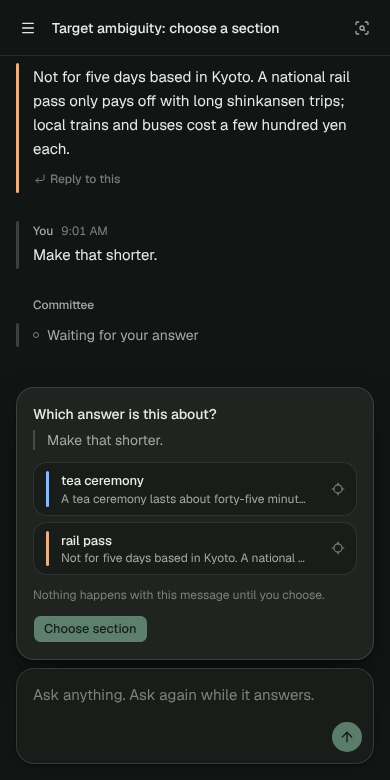 Target ambiguity: choose a section
Not for five days based in Kyoto. A national rail
pass only pays off with long shinkansen trips;
local trains and buses cost a few hundred yen
each.
Reply to this
You 9:01 AM
Make that shorter.
Committee
Waiting for your answer
Which answer is this about?
Make that shorter.
tea ceremony
A tea ceremony lasts about forty-five minut...
rail pass
Not for five days based in Kyoto. A national ...
Nothing happens with this message until you choose.
Choose section
Ask anything. Ask again while it answers.